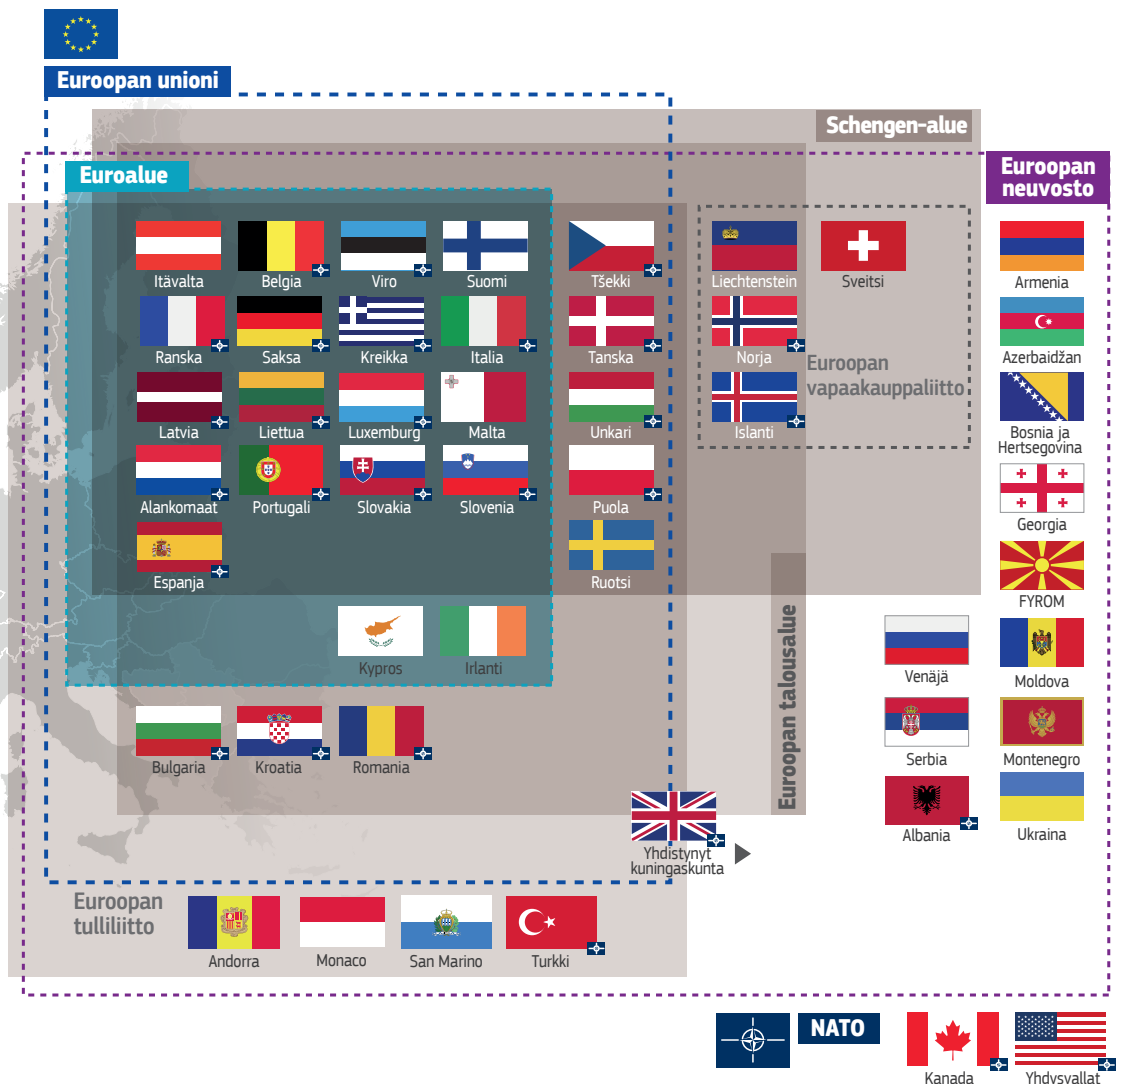 Euroopan unioni
Schengen-alue
Euroopan
neuvosto
Euroalue
Itävalta
Belgia
Viro
Suomi
Tšekki
Liechtenstein
Sveitsi
Armenia
Ranska
Saksa
Kreikka
Italia
Tanska
Norja
Euroopan
vapaakauppaliitto
Azerbaidžan
Latvia
Liettua
Luxemburg
Malta
Unkari
Islanti
Bosnia ja
Hertsegovina
Alankomaat
Portugali
Slovakia
Slovenia
Puola
Georgia
Espanja
Ruotsi
FYROM
Kypros
Irlanti
Euroopan talousalue
Venäjä
Moldova
Bulgaria
Kroatia
Romania
Serbia
Montenegro
Yhdistynyt
kuningaskunta
Albania
Ukraina
Euroopan
tulliliitto
Andorra
Monaco
San Marino
Turkki
NATO
Kanada
Yhdysvallat